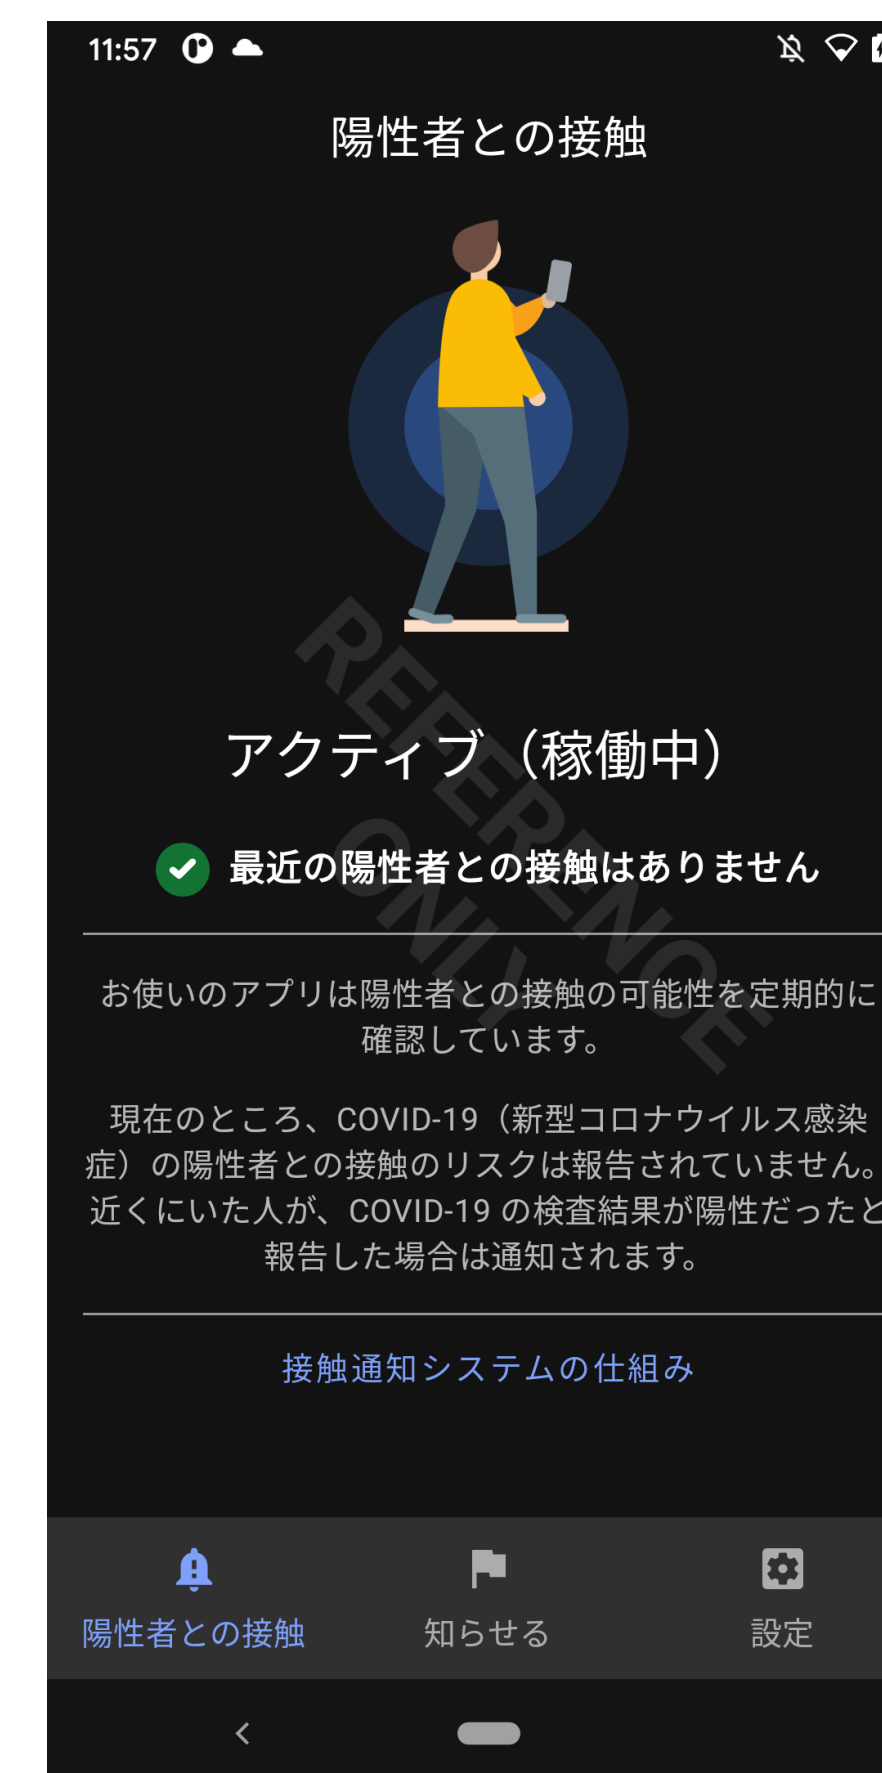 11:57
陽性者との接触
アクティブ（稼働中）
最近の陽性者との接触はありません
お使いのアプリは陽性者との接触の可能性を定期的に
確認しています。
現在のところ、COVID-19（新型コロナウイルス感染
症）の陽性者との接触のリスクは報告されていません。
近くにいた人が、COVID-19 の検査結果が陽性だったと
報告した場合は通知されます。
接触通知システムの仕組み
REFERENCE
ONLY
陽性者との接触
知らせる
設定